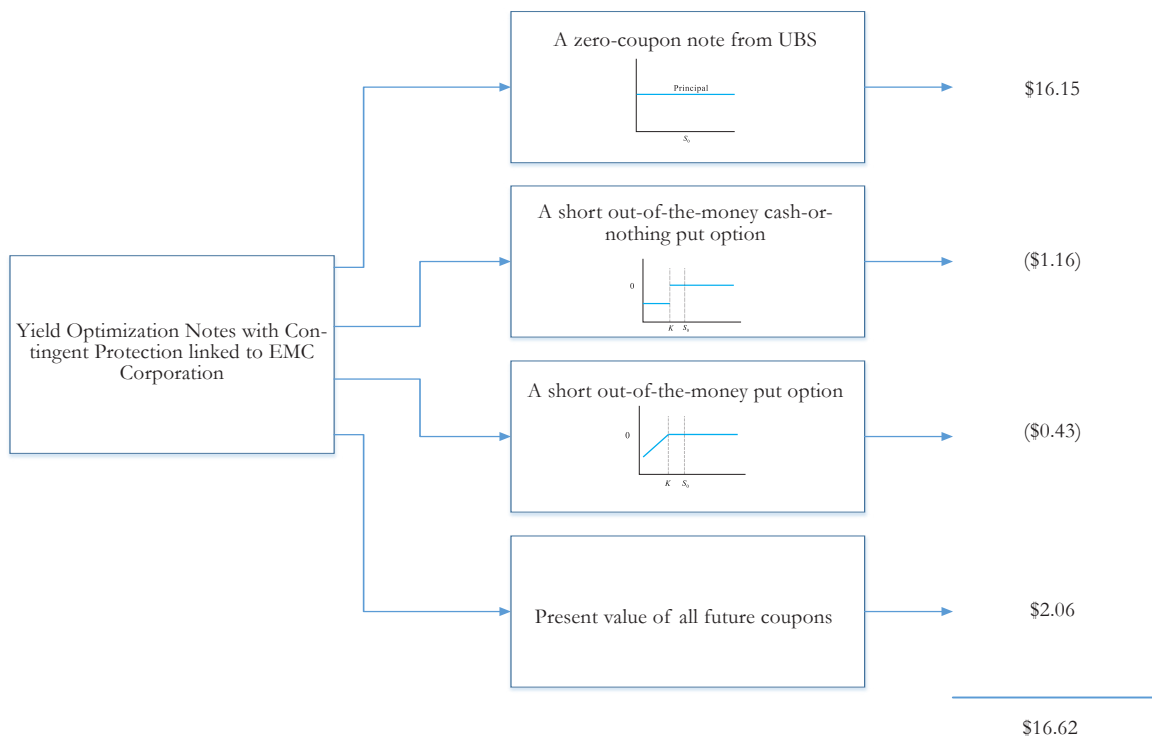 A zero-coupon note from UBS
Principal
S₀
$16.15
A short out-of-the-money cash-or-
nothing put option
0
K S₀
($1.16)
Yield Optimization Notes with Con-
tingent Protection linked to EMC
Corporation
A short out-of-the-money put option
0
K S₀
($0.43)
Present value of all future coupons
$2.06
$16.62